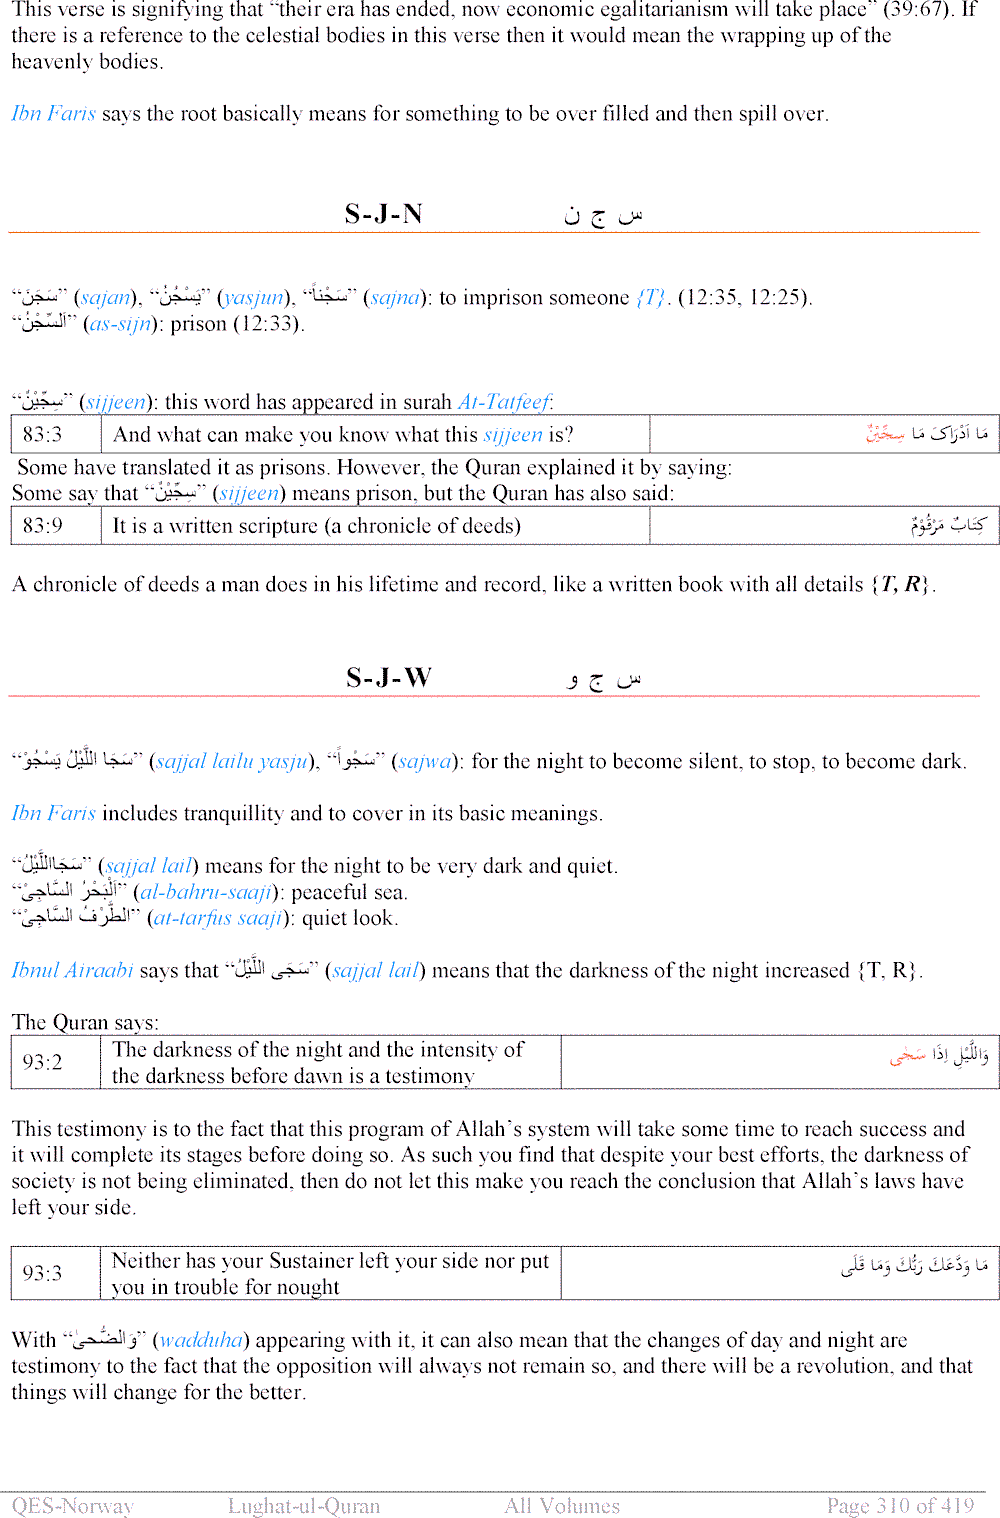 This verse is signifying that “their era has ended, now economic egalitarianism will take place” (39:67). If
there is a reference to the celestial bodies in this verse then it would mean the wrapping up of the
heavenly bodies.
Ibn Faris says the root basically means for something to be over filled and then spill over.
S-J-N س ج ن
“سَجَنَ” (sajan), “يَسْجُنُ” (yasjun), “سَجْناً” (sajna): to imprison someone {T}. (12:35, 12:25).
“اَلسِّجْنُ” (as-sijn): prison (12:33).
“سِجِّيْنٌ” (sijjeen): this word has appeared in surah At-Tatfeef:
83:3 And what can make you know what this sijjeen is? مَا اَدْرَاکَ مَا سِجِّيْنٌ
Some have translated it as prisons. However, the Quran explained it by saying:
Some say that “سِجِّيْنٌ” (sijjeen) means prison, but the Quran has also said:
83:9 It is a written scripture (a chronicle of deeds) كِتَابٌ مَرْقُوْمٌ
A chronicle of deeds a man does in his lifetime and record, like a written book with all details {T, R}.
S-J-W س ج و
“سَجَا اللَّيْلُ يَسْجُوْ” (sajjal lailu yasju), “سَجْواً” (sajwa): for the night to become silent, to stop, to become dark.
Ibn Faris includes tranquillity and to cover in its basic meanings.
“سَجَااللَّيْلُ” (sajjal lail) means for the night to be very dark and quiet.
“اَلْبَحْرُ السَّاجِیْ” (al-bahru-saaji): peaceful sea.
“الطَّرْفُ السَّاجِیْ” (at-tarfus saaji): quiet look.
Ibnul Airaabi says that “سَجَی اللَّيْلُ” (sajjal lail) means that the darkness of the night increased {T, R}.
The Quran says:
93:2 The darkness of the night and the intensity of وَاللَّيْلِ اِذَا سَجٰی
the darkness before dawn is a testimony
This testimony is to the fact that this program of Allah’s system will take some time to reach success and
it will complete its stages before doing so. As such you find that despite your best efforts, the darkness of
society is not being eliminated, then do not let this make you reach the conclusion that Allah’s laws have
left your side.
93:3 Neither has your Sustainer left your side nor put مَا وَدَّعَكَ رَبُّكَ وَمَا قَلَى
you in trouble for nought
With “وَالضُّحیٰ” (wadduha) appearing with it, it can also mean that the changes of day and night are
testimony to the fact that the opposition will always not remain so, and there will be a revolution, and that
things will change for the better.
QES-Norway Lughat-ul-Quran All Volumes Page 310 of 419